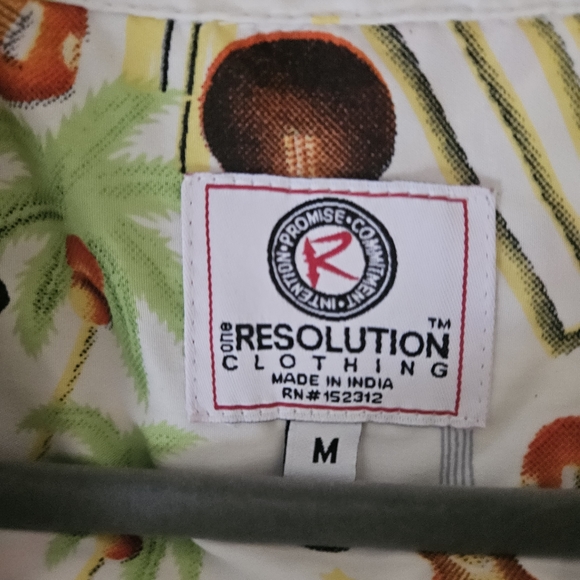 PROMISE • COMMITMENT • INTENTION •
R
one RESOLUTION™
CLOTHING
MADE IN INDIA
RN#152312
M